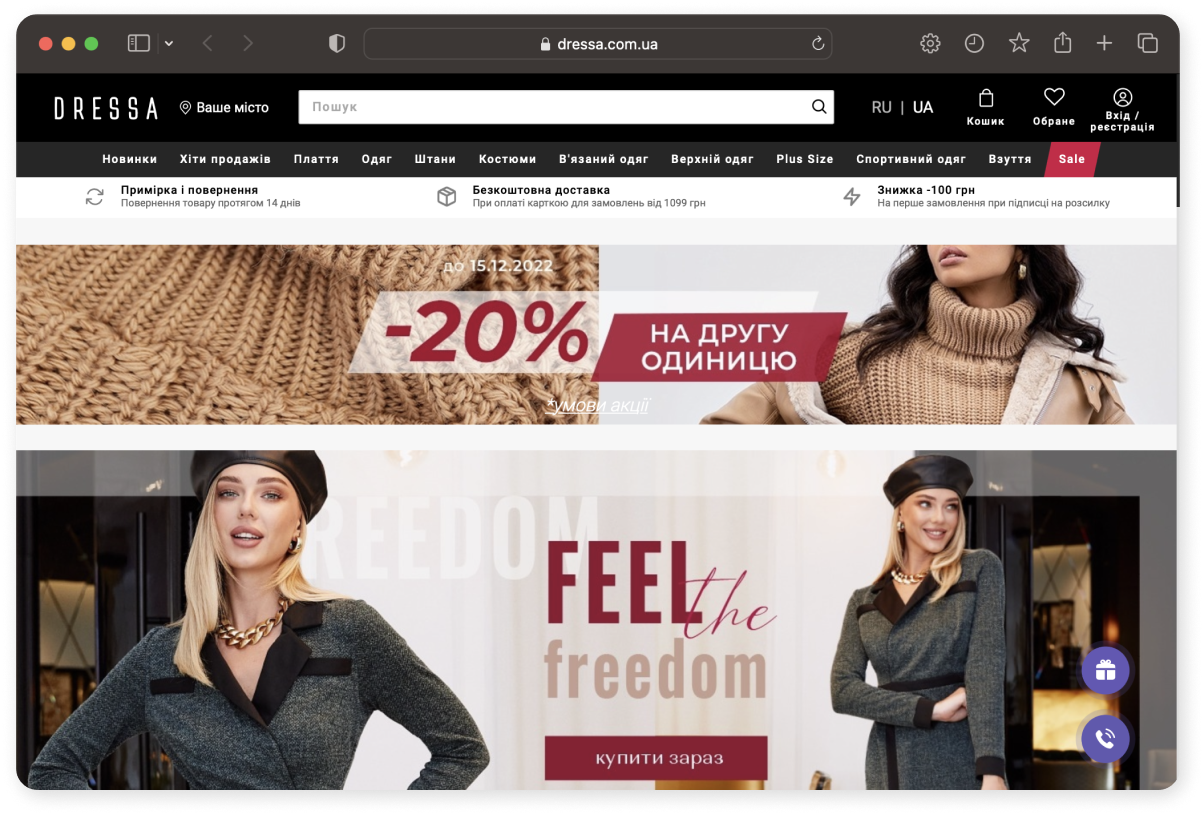 dressa.com.ua
DRESSA
Ваше місто
Пошук
RU | UA
Кошик
Обране
Вхід /
реєстрація
Новинки Хіти продажів Плаття Одяг Штани Костюми В'язаний одяг Верхній одяг Plus Size Спортивний одяг Взуття Sale
Примірка і повернення
Повернення товару протягом 14 днів
Безкоштовна доставка
При оплаті карткою для замовлень від 1099 грн
Знижка -100 грн
На перше замовлення при підписці на розсилку
до 15.12.2022
-20%
НА ДРУГУ
ОДИНИЦЮ
*умови акції
REEDOM
FEEL
the
freedom
купити зараз